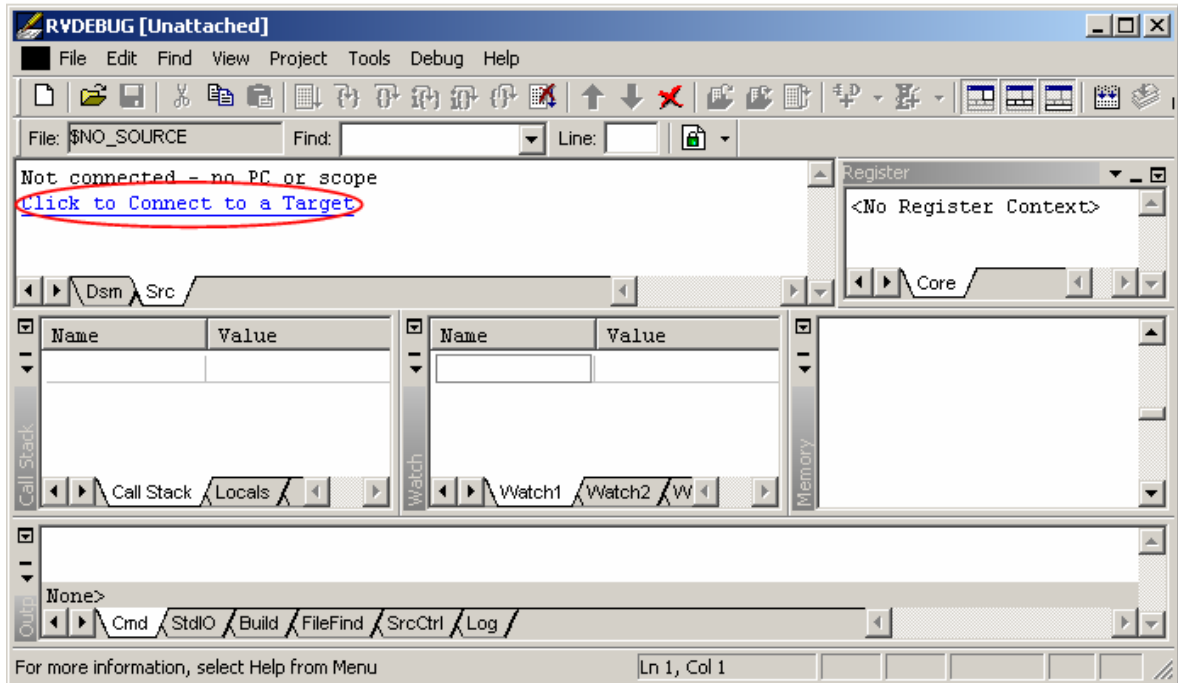 RVDEBUG [Unattached]
File Edit Find View Project Tools Debug Help
File: $NO_SOURCE Find: Line:
Not connected - no PC or scope
Click to Connect to a Target
Dsm Src
Register
<No Register Context>
Core
Name Value
Call Stack
Call Stack Locals
Name Value
Watch
Watch1 Watch2 W
Memory
None>
Outp
Cmd StdIO Build FileFind SrcCtrl Log
For more information, select Help from Menu Ln 1, Col 1